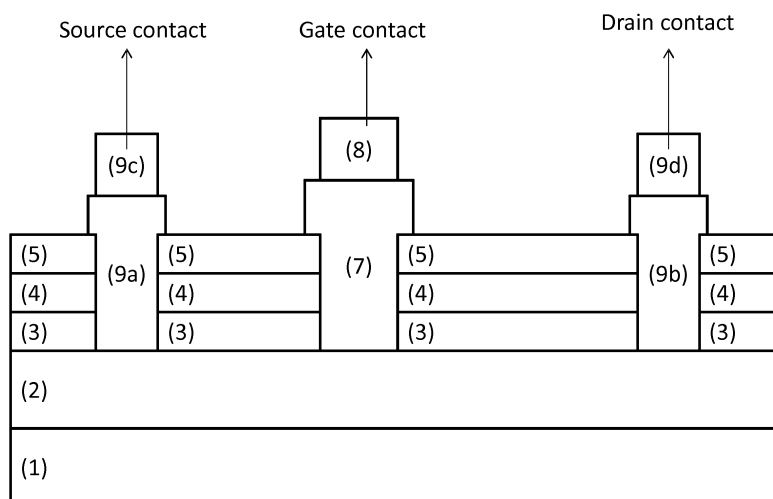 Source contact
Gate contact
Drain contact
(9c)
(8)
(9d)
(5)
(9a)
(5)
(7)
(5)
(9b)
(5)
(4)
(4)
(4)
(4)
(3)
(3)
(3)
(3)
(2)
(1)